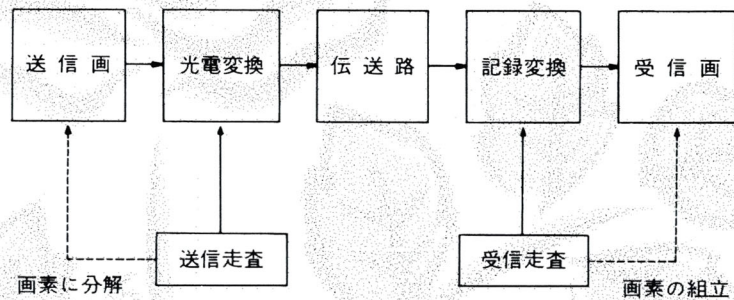 送信画
光電変換
伝送路
記録変換
受信画
送信走査
受信走査
画素に分解
画素の組立